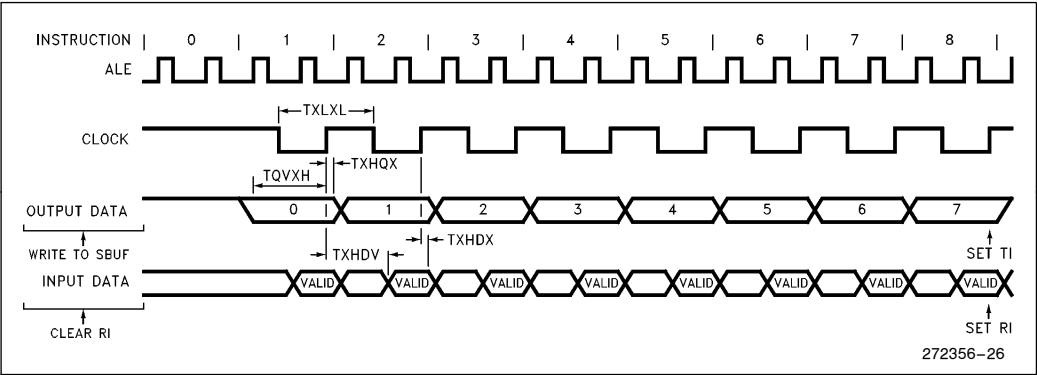 INSTRUCTION | 0 | 1 | 2 | 3 | 4 | 5 | 6 | 7 | 8 |
ALE
TXLXL
CLOCK
TXHQX
TQVXH
OUTPUT DATA 0 1 2 3 4 5 6 7
TXHDX
WRITE TO SBUF
TXHDV
SET TI
INPUT DATA VALID VALID VALID VALID VALID VALID VALID VALID
CLEAR RI
SET RI
272356-26